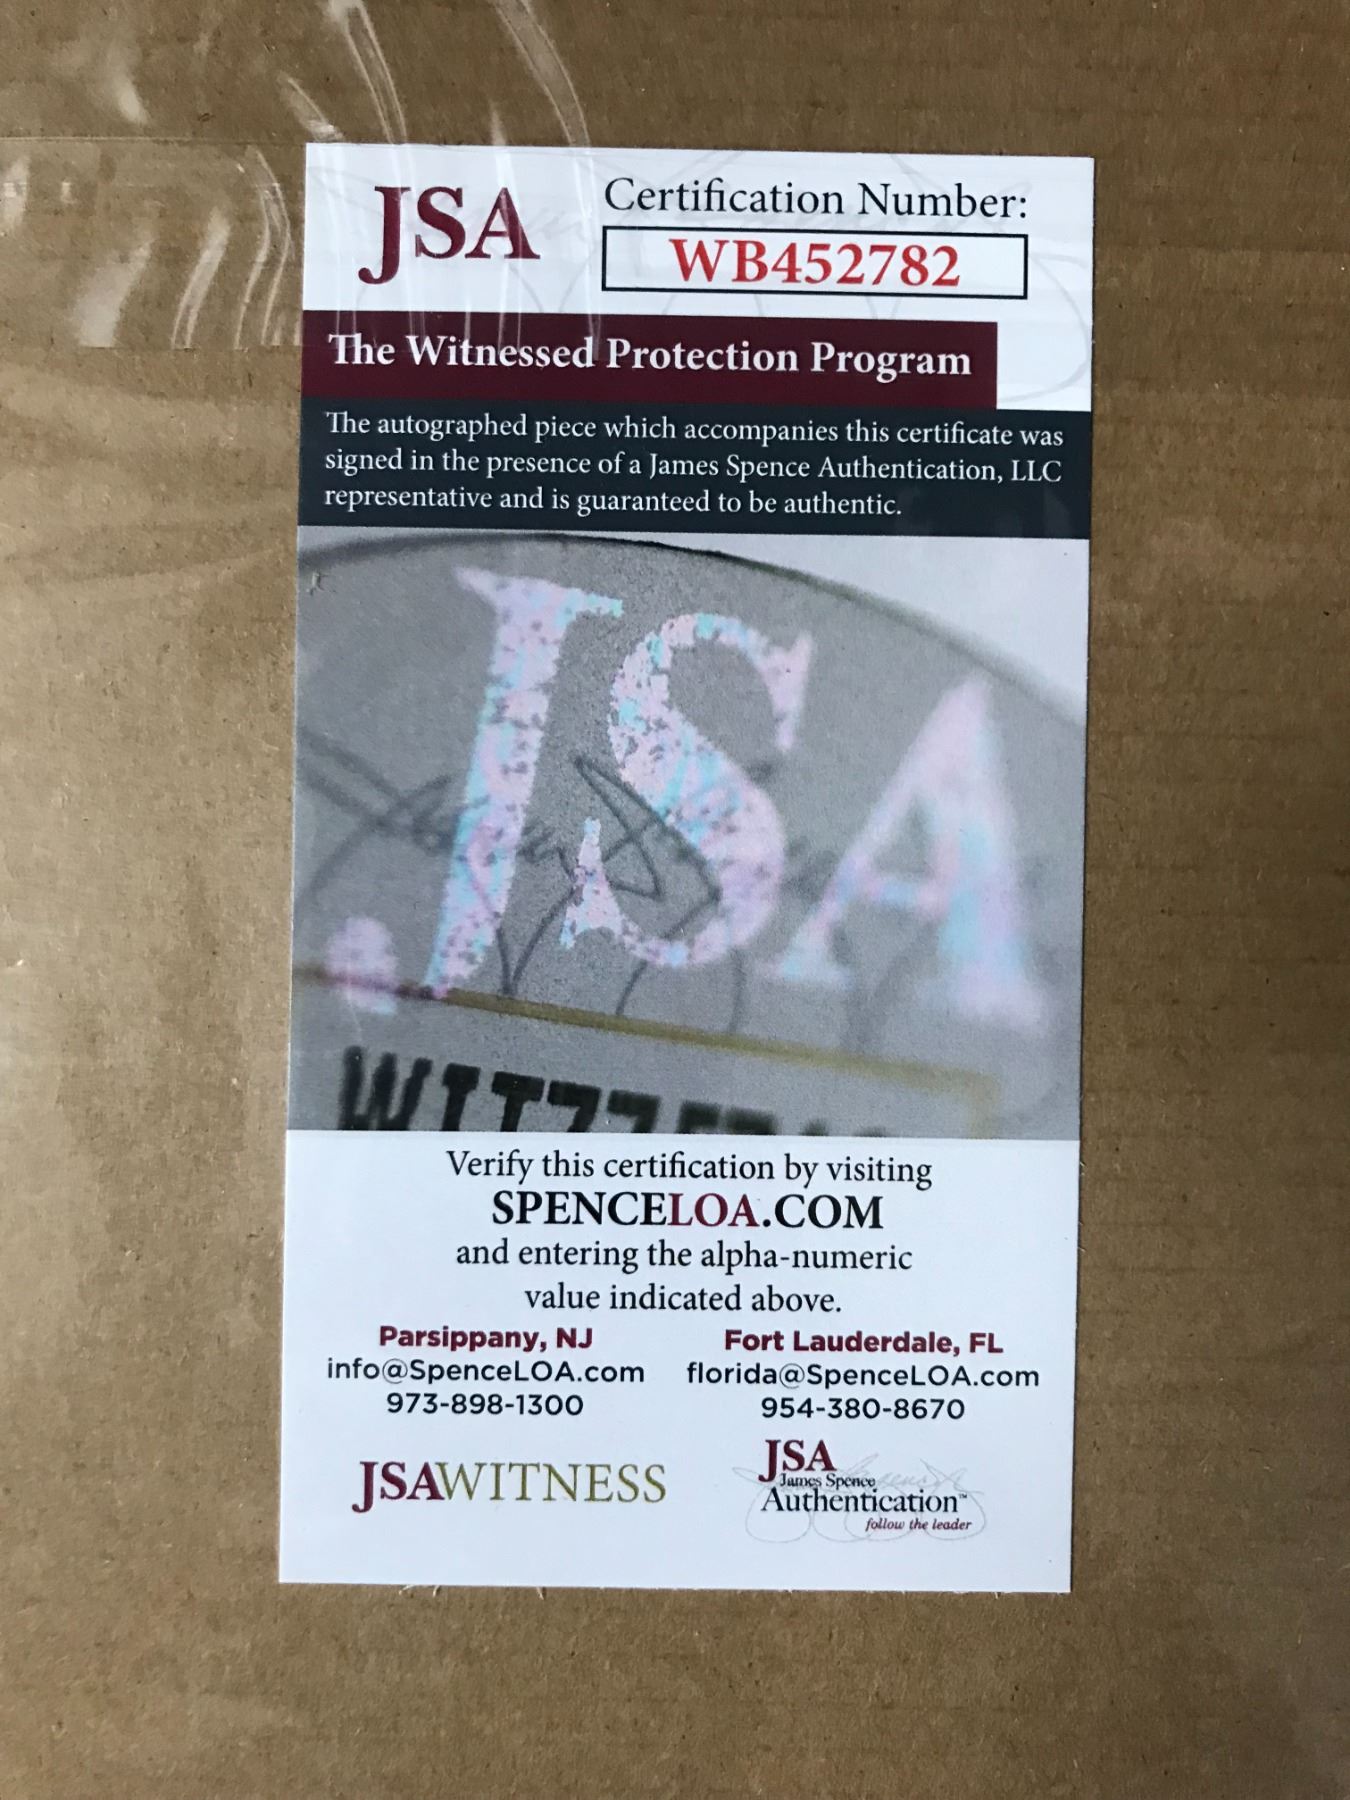 JSA
Certification Number:
WB452782
The Witnessed Protection Program
The autographed piece which accompanies this certificate was
signed in the presence of a James Spence Authentication, LLC
representative and is guaranteed to be authentic.
JSA
Verify this certification by visiting
SPENCELOA.COM
and entering the alpha-numeric
value indicated above.
Parsippany, NJ
info@SpenceLOA.com
973-898-1300
Fort Lauderdale, FL
florida@SpenceLOA.com
954-380-8670
JSAWITNESS
JSA
James Spence
Authentication™
follow the leader